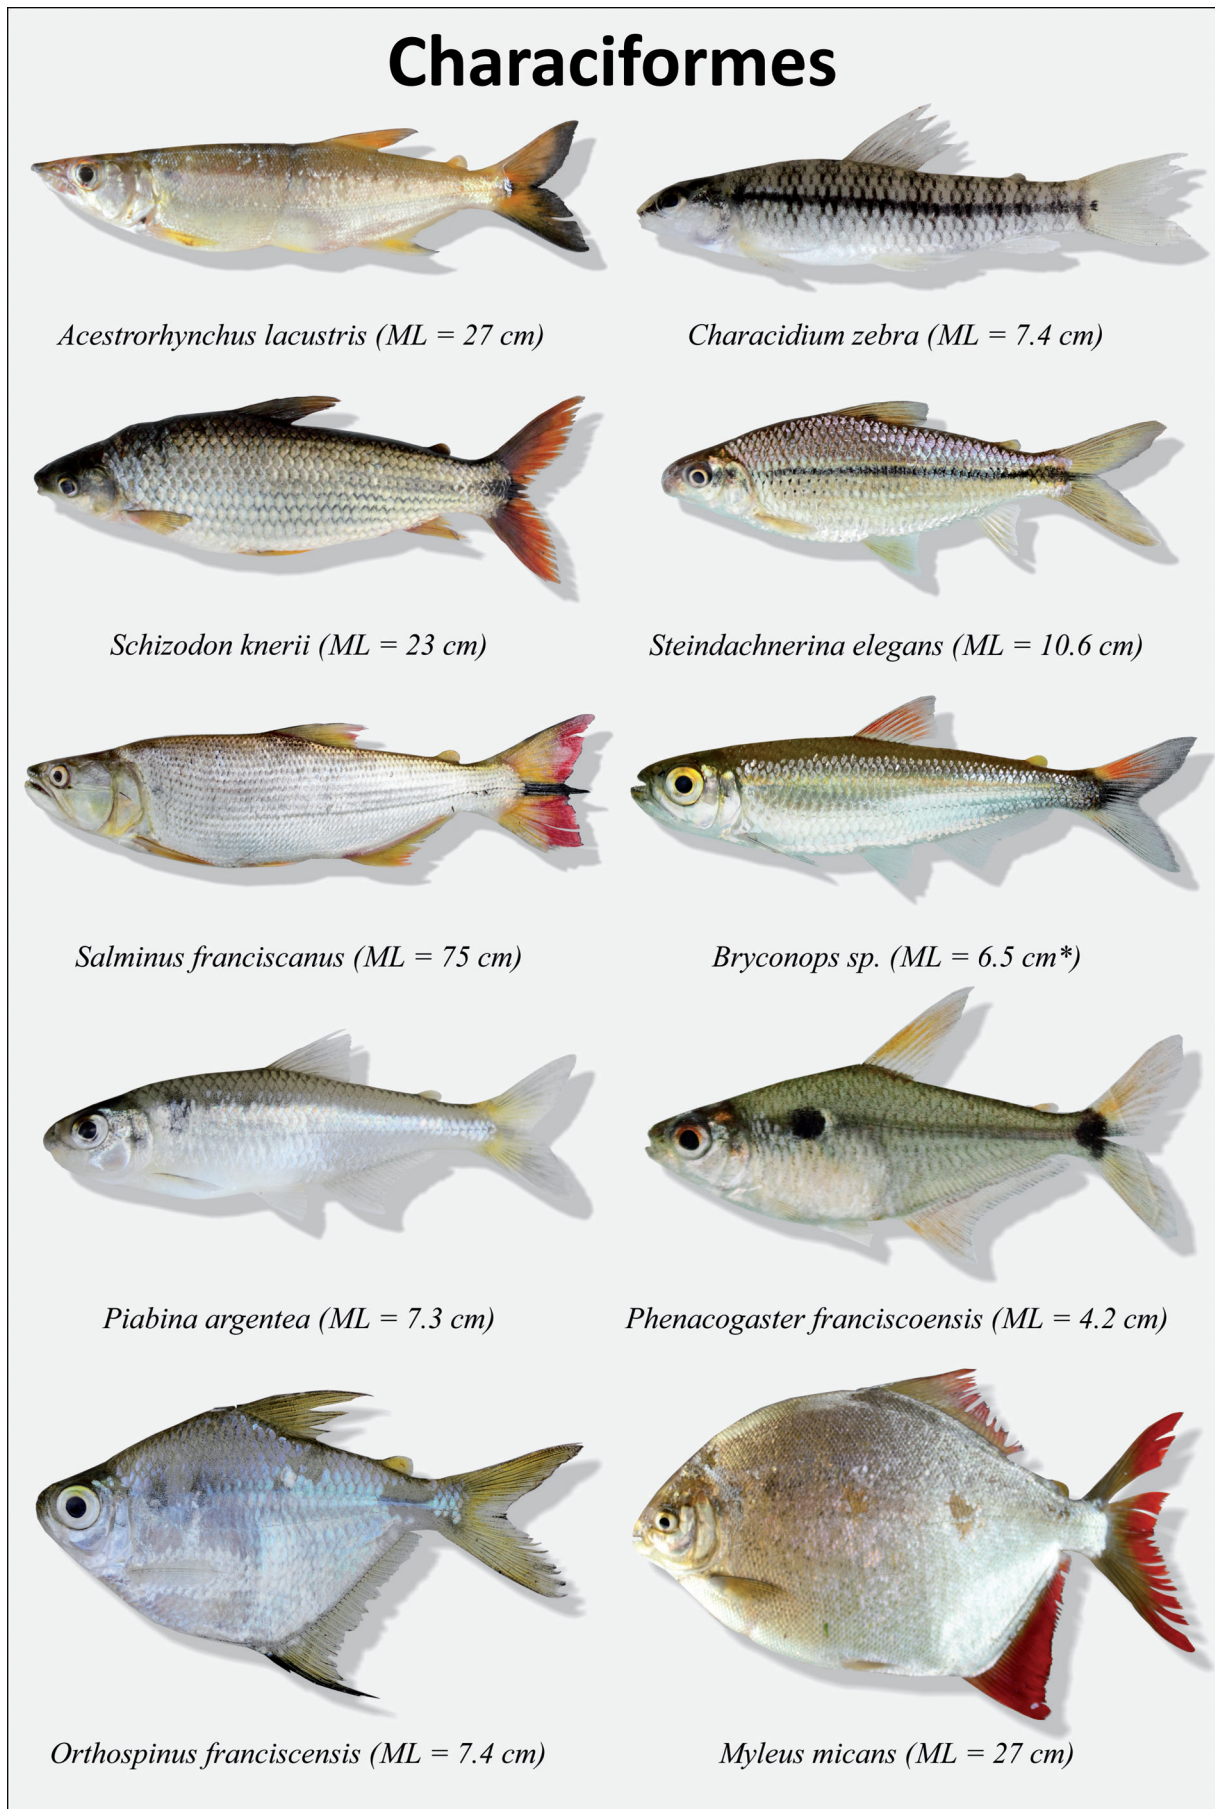 Characiformes
Acestrorhynchus lacustris (ML = 27 cm)
Characidium zebra (ML = 7.4 cm)
Schizodon knerii (ML = 23 cm)
Steindachnerina elegans (ML = 10.6 cm)
Salminus franciscanus (ML = 75 cm)
Bryconops sp. (ML = 6.5 cm*)
Piabina argentea (ML = 7.3 cm)
Phenacogaster franciscoensis (ML = 4.2 cm)
Orthospinus franciscensis (ML = 7.4 cm)
Myleus micans (ML = 27 cm)